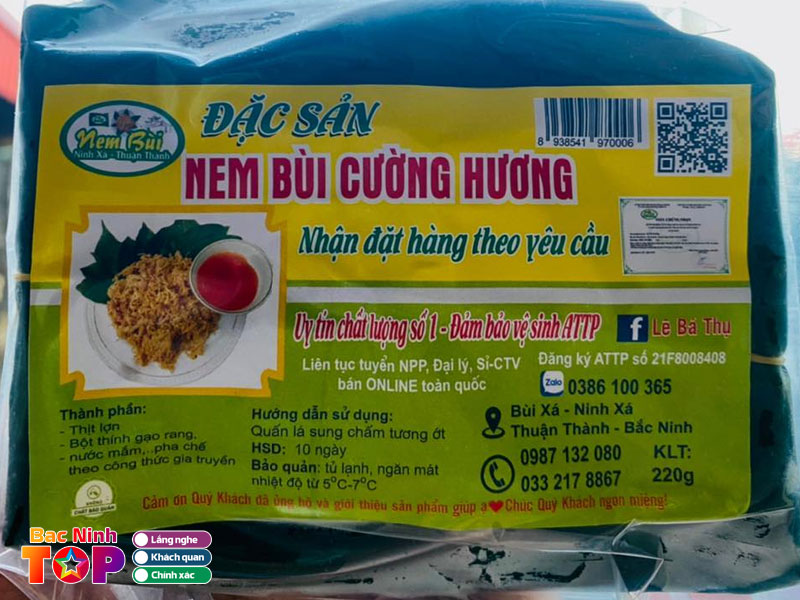 Nem Bùi
Ninh Xá - Thuận Thành
ĐẶC SẢN
8 938541 970006
NEM BÙI CƯỜNG HƯƠNG
Nhận đặt hàng theo yêu cầu
Uy tín chất lượng số 1 - Đảm bảo vệ sinh ATTP
f Lê Bá Thụ
Liên tục tuyển NPP, Đại lý, Sỉ-CTV
bán ONLINE toàn quốc
Đăng ký ATTP số 21F8008408
Zalo 0386 100 365
Thành phần:
- Thịt lợn
- Bột thính gạo rang,
- nước mắm,..pha chế
theo công thức gia truyền
Hướng dẫn sử dụng:
Quấn lá sung chấm tương ớt
HSD: 10 ngày
Bảo quản: tủ lạnh, ngăn mát
nhiệt độ từ 5⁰C-7⁰C
Bùi Xá - Ninh Xá
Thuận Thành - Bắc Ninh
0987 132 080
033 217 8867
KLT:
220g
KHÔNG
CHẤT BẢO QUẢN
Cảm ơn Quý Khách đã ủng hộ và giới thiệu sản phẩm giúp ạ❤Chúc Quý Khách ngon miệng!
Bac Ninh
TOP
Lắng nghe
Khách quan
Chính xác